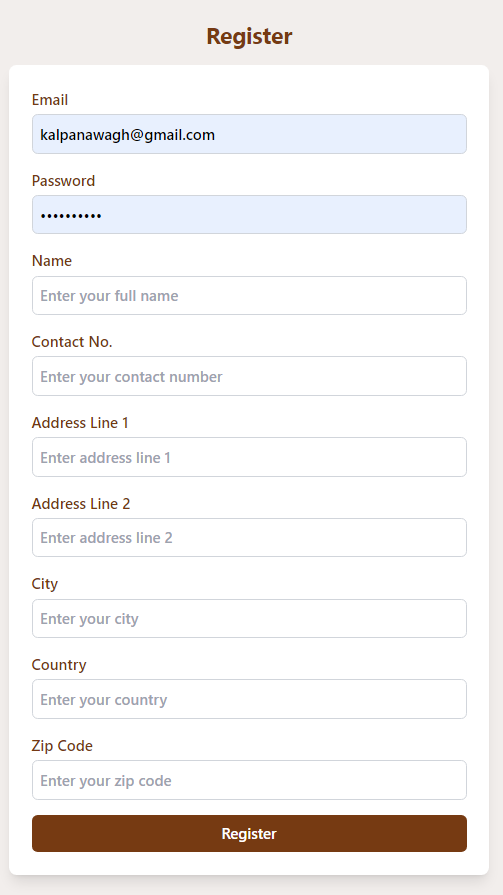 Register
Email
kalpanawagh@gmail.com
Password
••••••••••
Name
Enter your full name
Contact No.
Enter your contact number
Address Line 1
Enter address line 1
Address Line 2
Enter address line 2
City
Enter your city
Country
Enter your country
Zip Code
Enter your zip code
Register